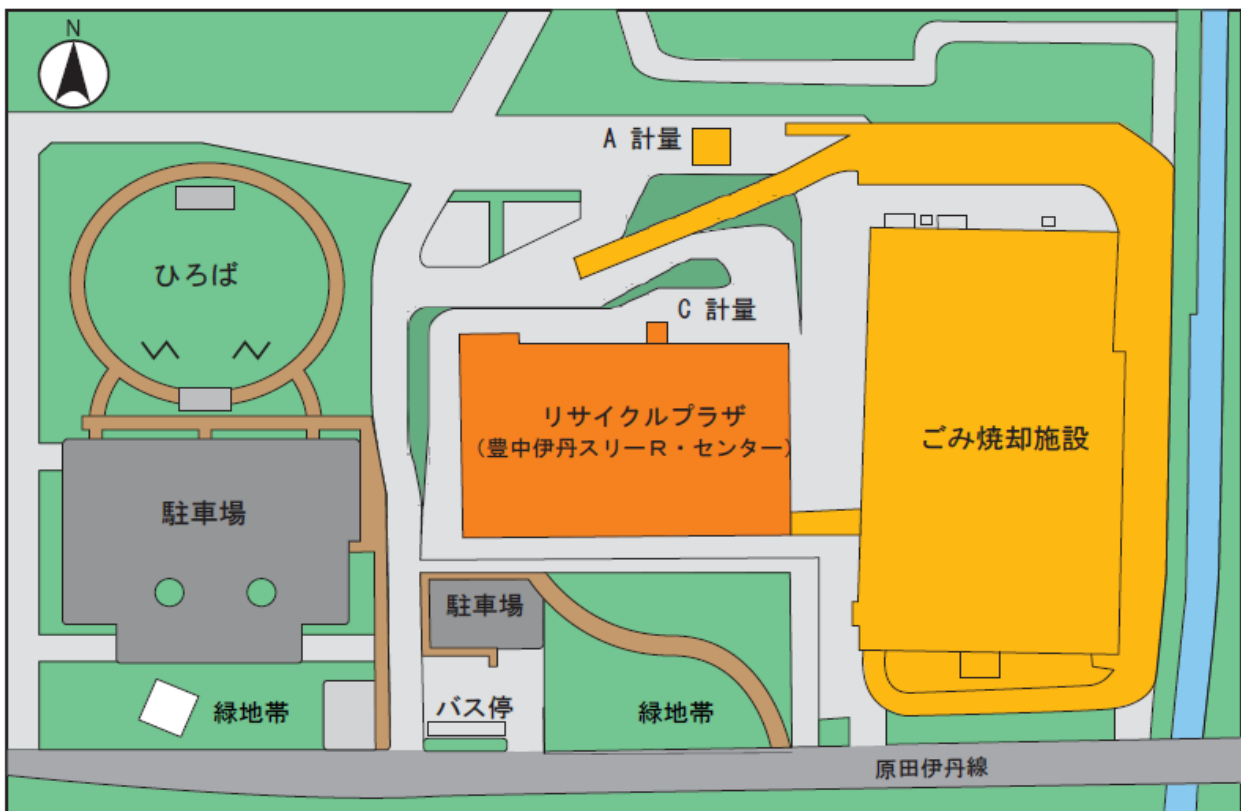 N
A 計量
ひろば
C 計量
リサイクルプラザ
（豊中伊丹スリーR・センター）
ごみ焼却施設
駐車場
駐車場
バス停
緑地帯
緑地帯
原田伊丹線